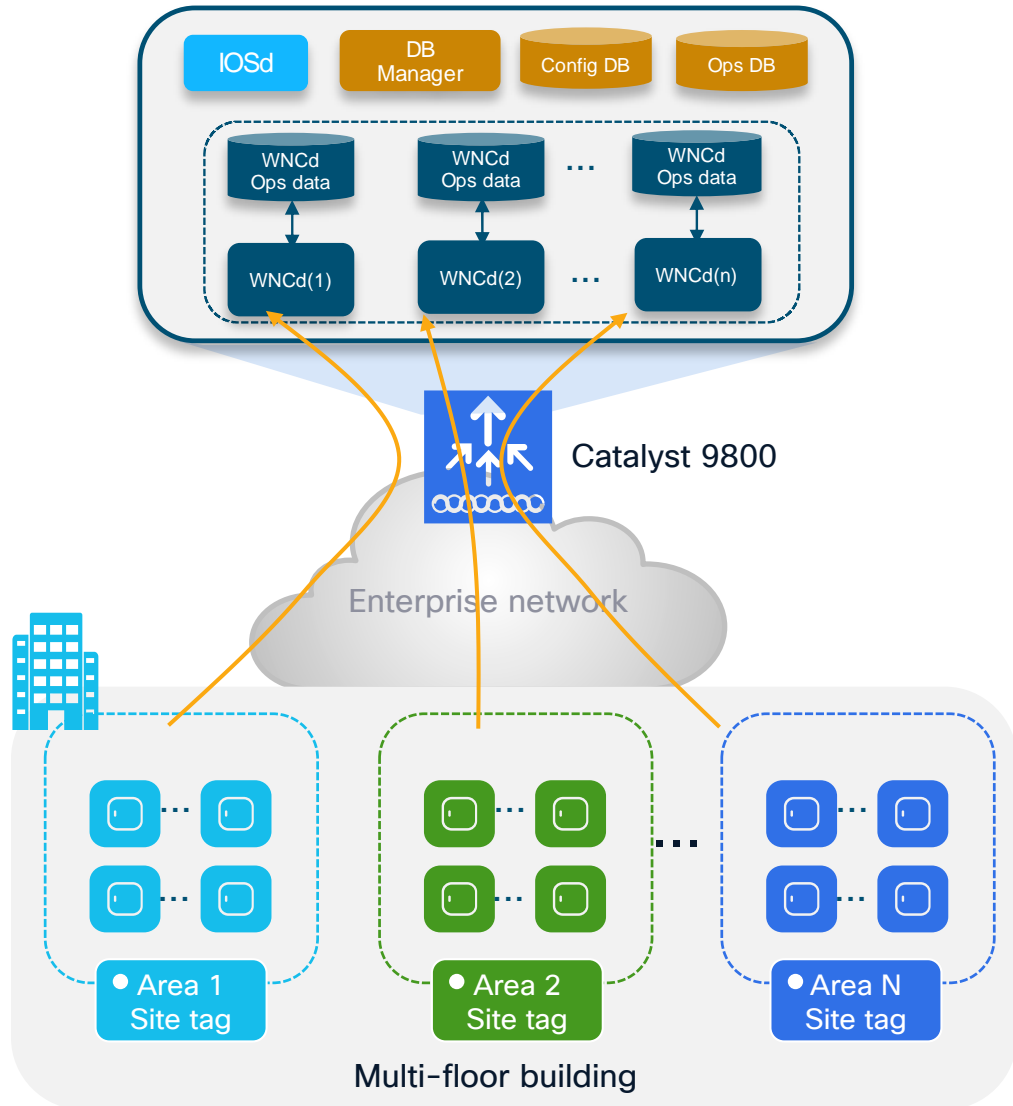 IOSd
DB
Manager
Config DB
Ops DB
WNCd
Ops data
WNCd
Ops data
...
WNCd
Ops data
WNCd(1)
WNCd(2)
...
WNCd(n)
Catalyst 9800
Enterprise network
... 
... 
... 
...
... 
... 
...
Area 1
Site tag
Area 2
Site tag
Area N
Site tag
Multi-floor building